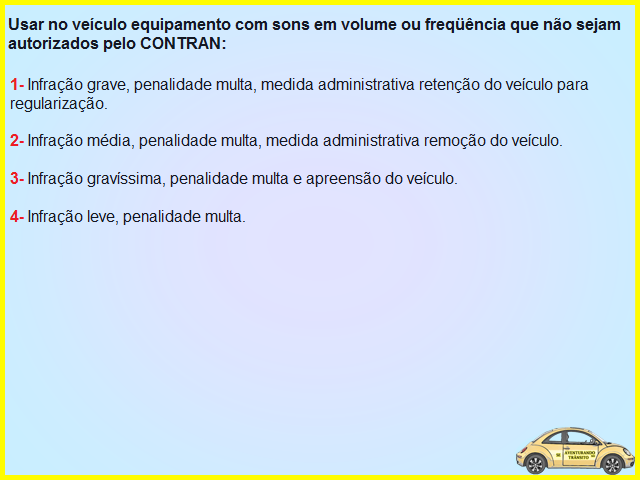 Usar no veículo equipamento com sons em volume ou freqüência que não sejam
autorizados pelo CONTRAN:
1- Infração grave, penalidade multa, medida administrativa retenção do veículo para
regularização.
2- Infração média, penalidade multa, medida administrativa remoção do veículo.
3- Infração gravíssima, penalidade multa e apreensão do veículo.
4- Infração leve, penalidade multa.
AVENTURANDO
TRÂNSITO